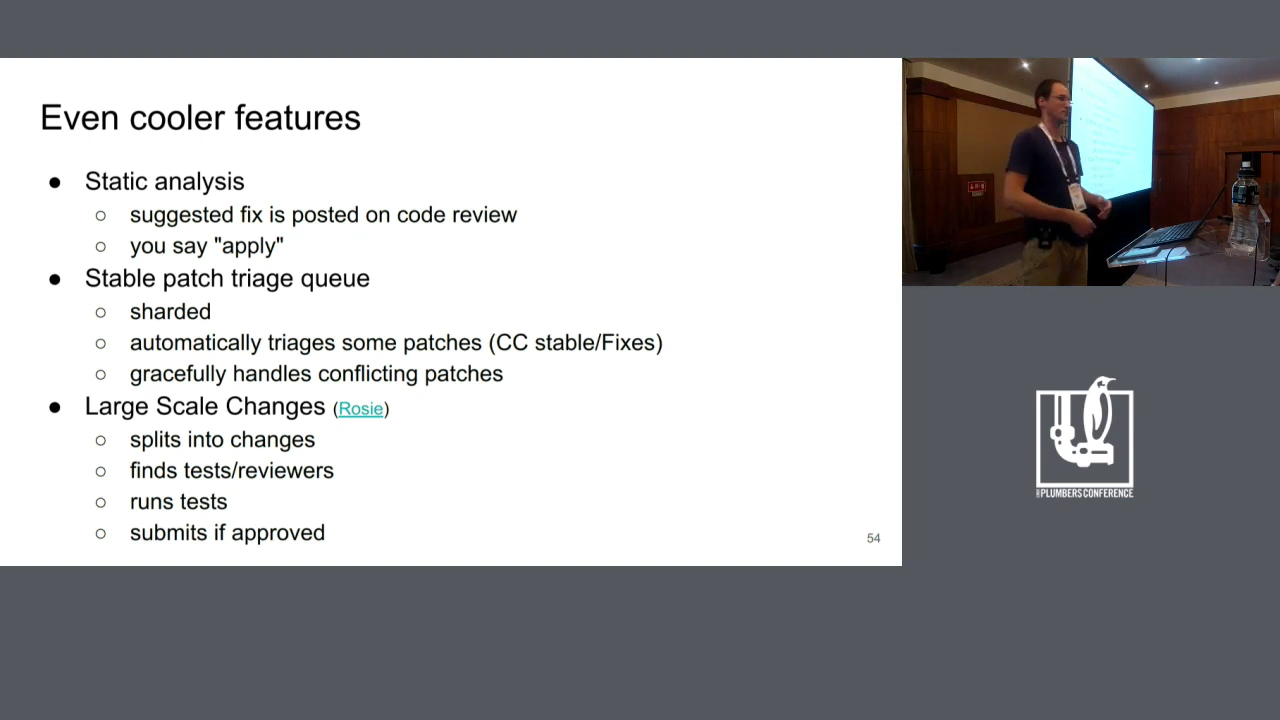 Even cooler features
● Static analysis
○ suggested fix is posted on code review
○ you say "apply"
● Stable patch triage queue
○ sharded
○ automatically triages some patches (CC stable/Fixes)
○ gracefully handles conflicting patches
● Large Scale Changes (Rosie)
○ splits into changes
○ finds tests/reviewers
○ runs tests
○ submits if approved
54
PLUMBERS CONFERENCE